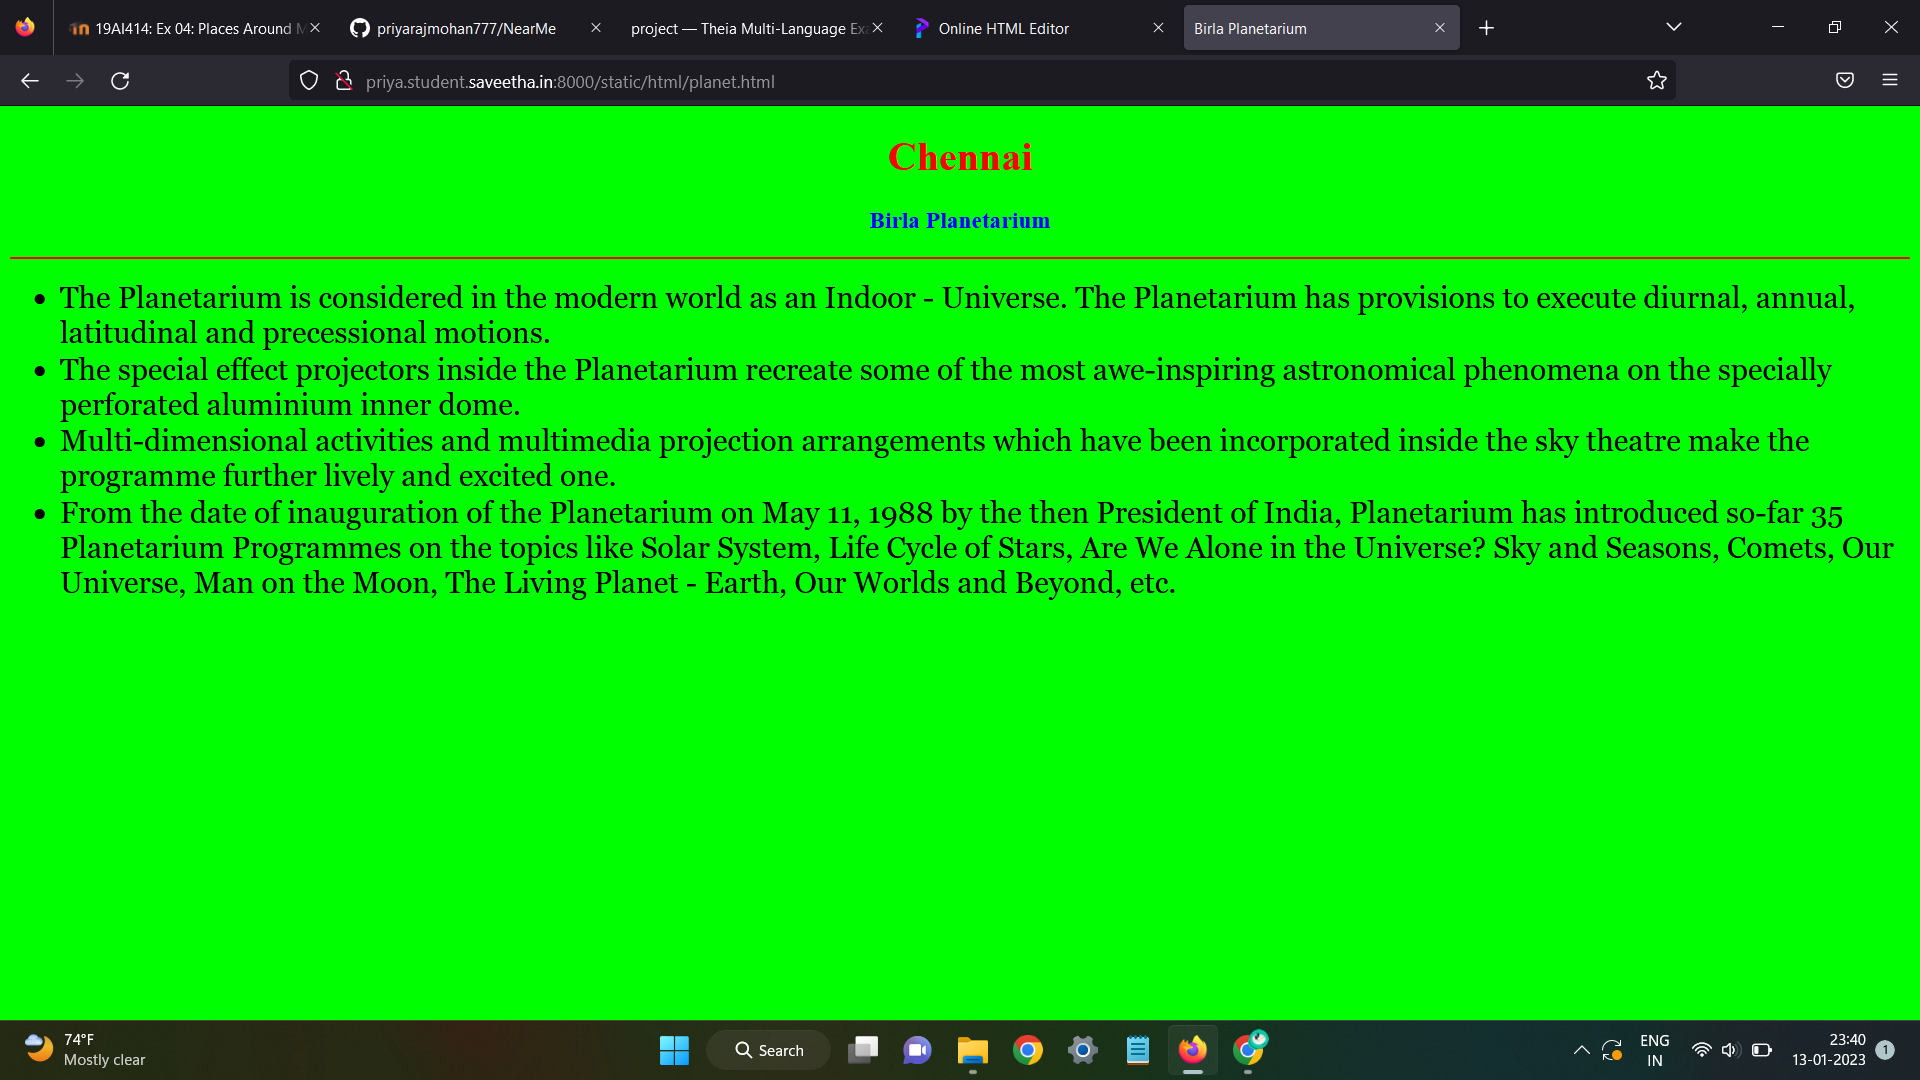 19AI414: Ex 04: Places Around M
priyarajmohan777/NearMe
project — Theia Multi-Language Exa
Online HTML Editor
Birla Planetarium
priya.student.saveetha.in:8000/static/html/planet.html
Chennai
Birla Planetarium
The Planetarium is considered in the modern world as an Indoor - Universe. The Planetarium has provisions to execute diurnal, annual,
latitudinal and precessional motions.
The special effect projectors inside the Planetarium recreate some of the most awe-inspiring astronomical phenomena on the specially
perforated aluminium inner dome.
Multi-dimensional activities and multimedia projection arrangements which have been incorporated inside the sky theatre make the
programme further lively and excited one.
From the date of inauguration of the Planetarium on May 11, 1988 by the then President of India, Planetarium has introduced so-far 35
Planetarium Programmes on the topics like Solar System, Life Cycle of Stars, Are We Alone in the Universe? Sky and Seasons, Comets, Our
Universe, Man on the Moon, The Living Planet - Earth, Our Worlds and Beyond, etc.
74°F
Mostly clear
Search
ENG
IN
23:40
13-01-2023
1